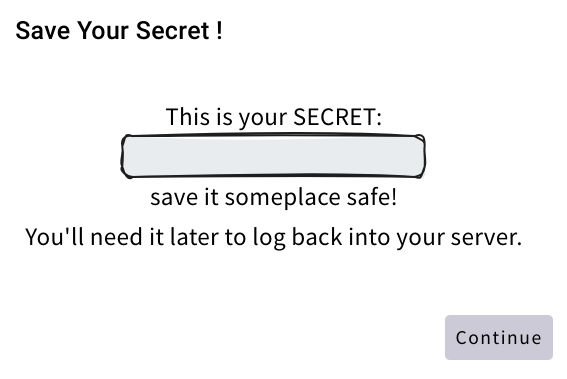 Save Your Secret !
This is your SECRET:
save it someplace safe!
You'll need it later to log back into your server.
Continue